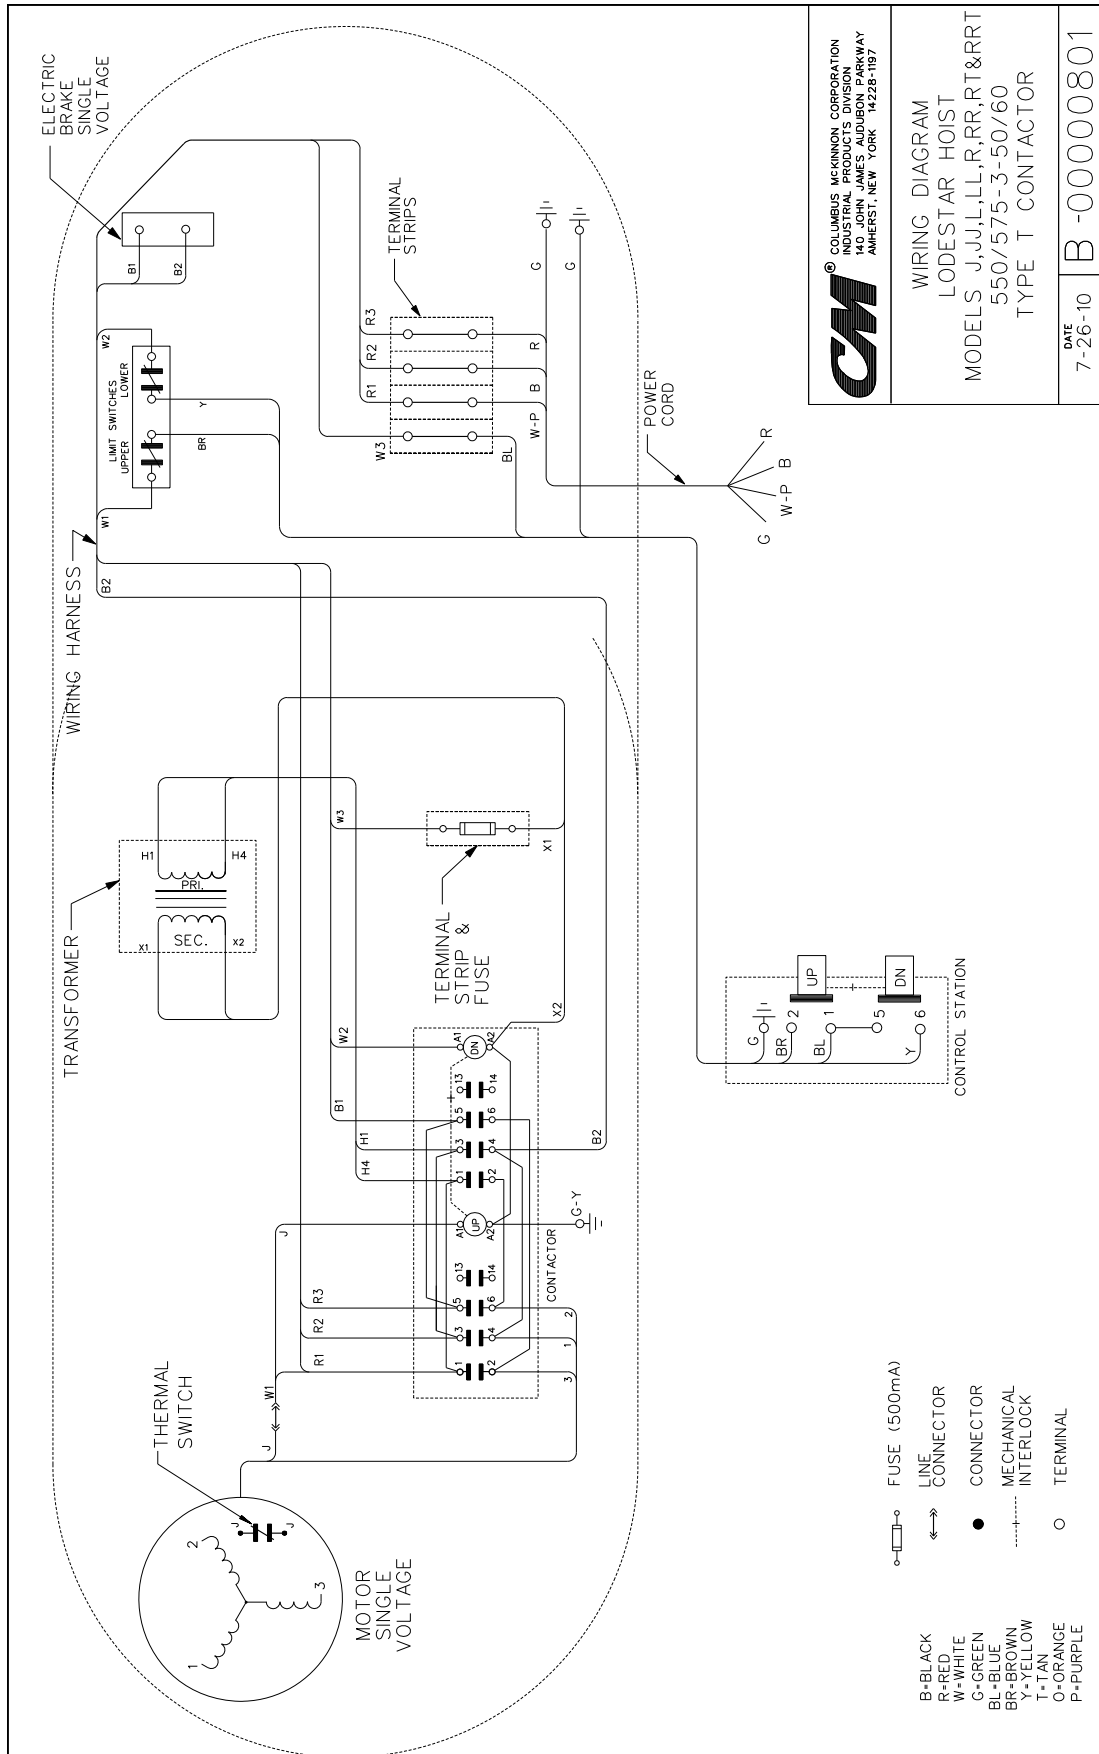 ELECTRIC
BRAKE
SINGLE
VOLTAGE
B1
B2
W2
LIMIT SWITCHES
UPPER
LOWER
Y
BR
W1
WIRING HARNESS
B2
TERMINAL
STRIPS
R3
R2
R1
W3
R
B
W-P
BL
G
G
POWER
CORD
R
B
W-P
G
TRANSFORMER
H1
H4
PRI.
SEC.
X1
X2
W3
X1
TERMINAL
STRIP &
FUSE
X2
W2
B1
H1
H4
J
R3
R2
R1
W1
J
A1
DN
A2
13
14
5
6
3
4
1
2
A1
UP
A2
13
14
5
6
3
4
1
2
B2
G-Y
CONTACTOR
2
1
3
THERMAL
SWITCH
J
J
1
2
3
MOTOR
SINGLE
VOLTAGE
UP
DN
G
2
BR
1
BL
5
6
Y
CONTROL STATION
FUSE (500mA)
LINE
CONNECTOR
CONNECTOR
MECHANICAL
INTERLOCK
TERMINAL
B=BLACK
R=RED
W=WHITE
G=GREEN
BL=BLUE
BR=BROWN
Y=YELLOW
T=TAN
O=ORANGE
P=PURPLE
CM®
COLUMBUS MCKINNON CORPORATION
INDUSTRIAL PRODUCTS DIVISION
140 JOHN JAMES AUDUBON PARKWAY
AMHERST, NEW YORK 14228-1197
WIRING DIAGRAM
LODESTAR HOIST
MODELS J,JJ,L,LL,R,RR,RT&RRT
550/575-3-50/60
TYPE T CONTACTOR
DATE
7-26-10
B -00000801